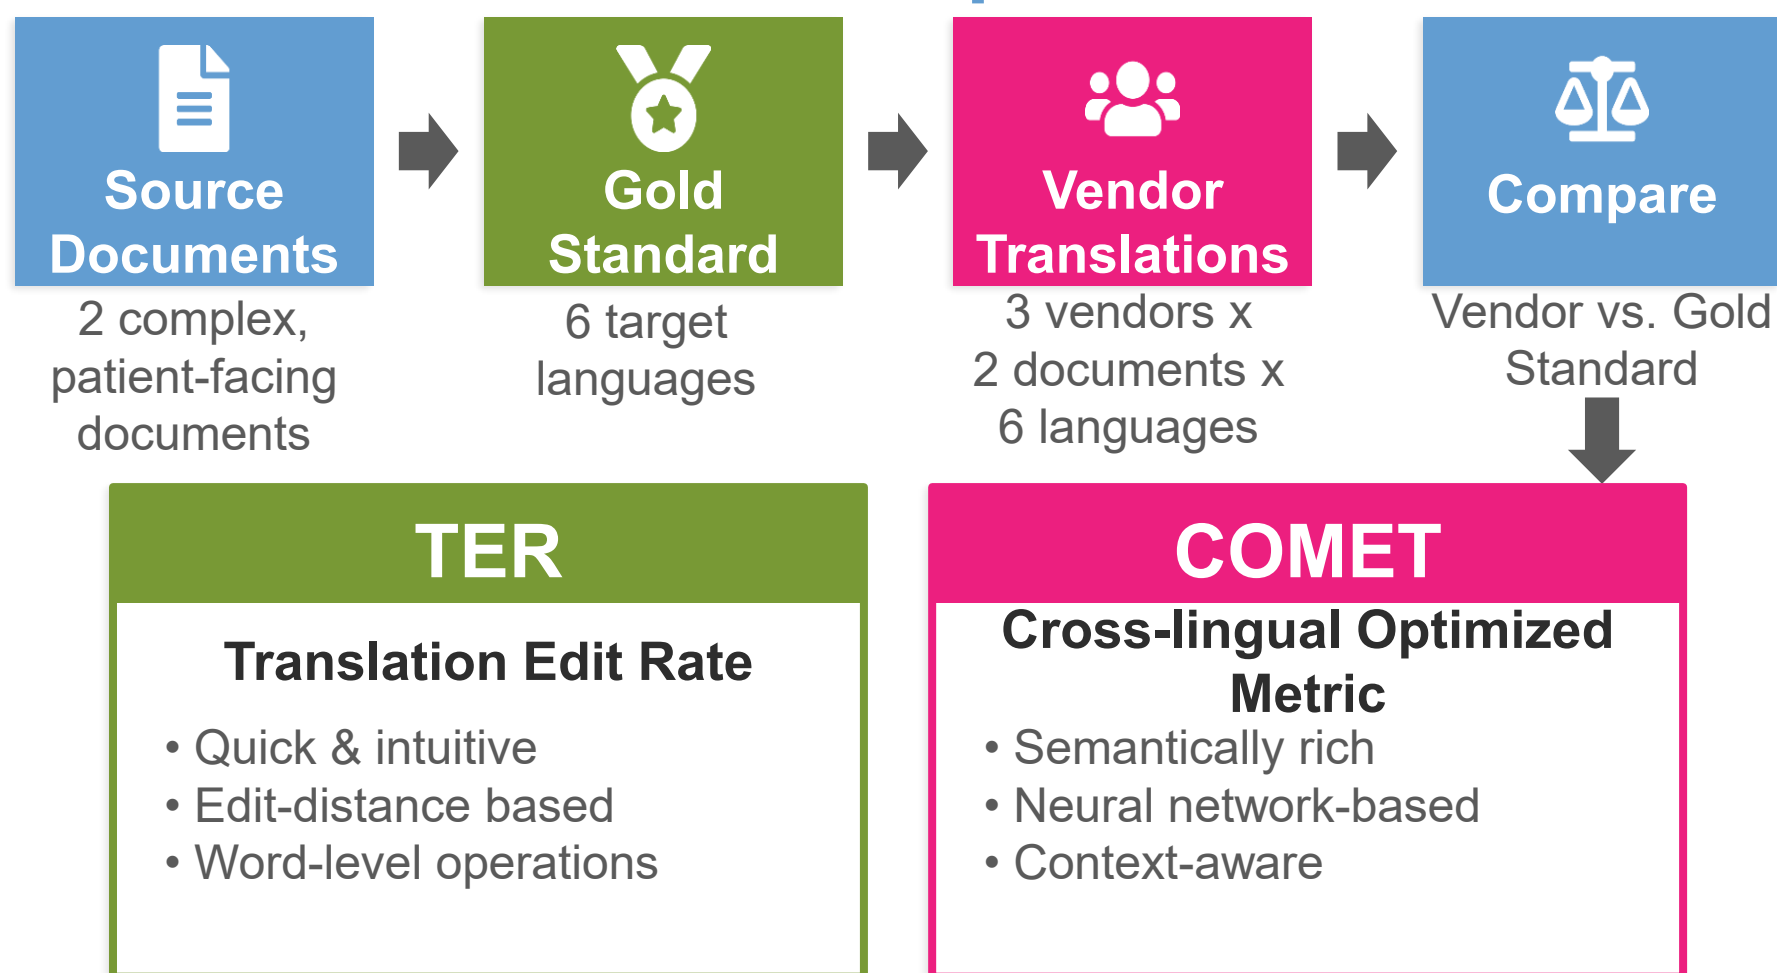 Source
Documents
2 complex,
patient-facing
documents
Gold
Standard
6 target
languages
Vendor
Translations
3 vendors x
2 documents x
6 languages
Compare
Vendor vs. Gold
Standard
TER
Translation Edit Rate
• Quick & intuitive
• Edit-distance based
• Word-level operations
COMET
Cross-lingual Optimized
Metric
• Semantically rich
• Neural network-based
• Context-aware